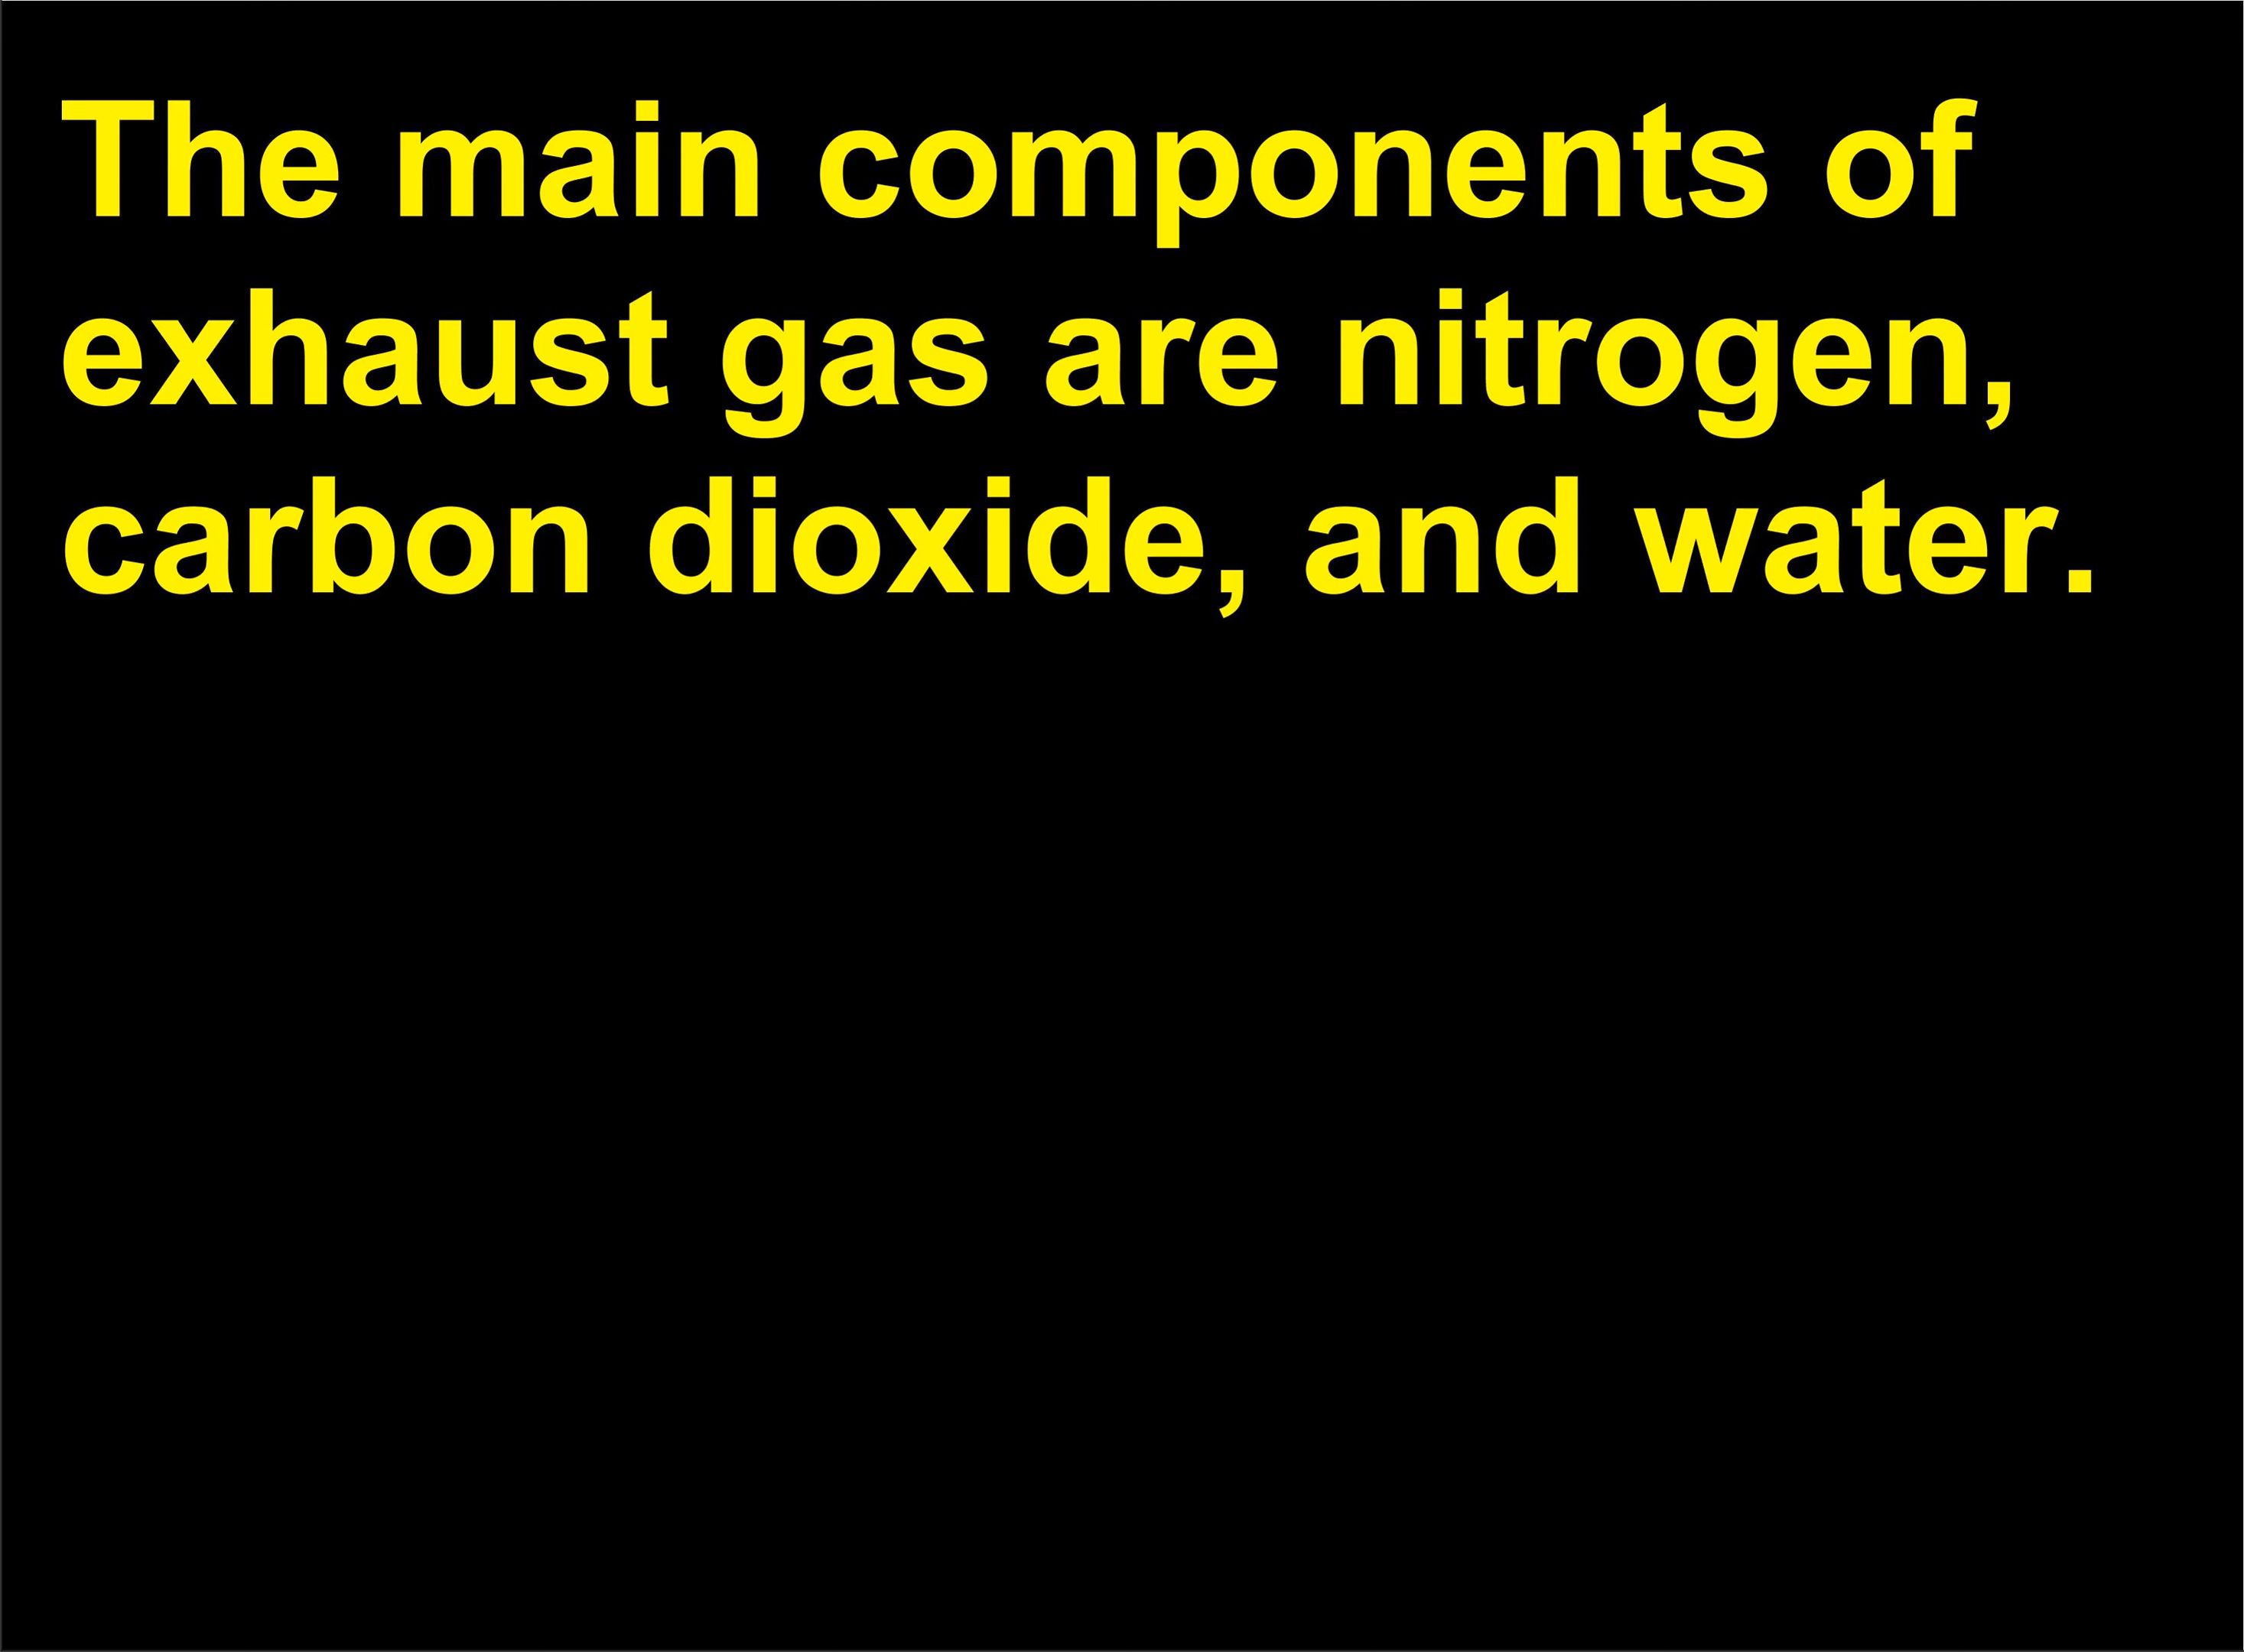 The main components of
exhaust gas are nitrogen,
carbon dioxide, and water.